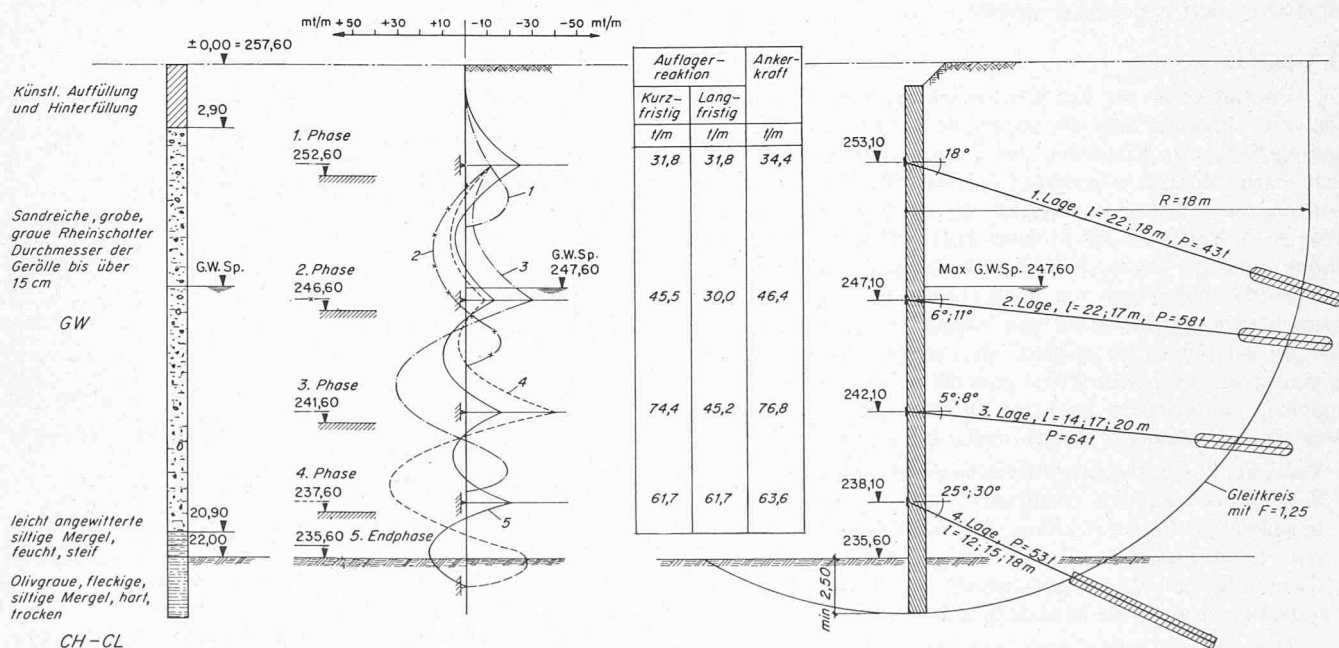 mt/m +50 +30 +10 -10 -30 -50 mt/m
± 0,00 = 257,60
Künstl. Auffüllung
und Hinterfüllung
2,90
Sandreiche, grobe,
graue Rheinschotter
Durchmesser der
Gerölle bis über
15 cm
G.W.Sp.
GW
leicht angewitterte
siltige Mergel,
feucht, steif
20,90
22,00
Olivgraue, fleckige,
siltige Mergel, hart,
trocken
CH-CL
1. Phase
252,60
2. Phase
246,60
3. Phase
241,60
4. Phase
237,60
235,60
5. Endphase
1
2
3
G.W.Sp.
247,60
4
5
Auflager-
reaktion
Anker-
kraft
Kurz-
fristig
Lang-
fristig
t/m t/m t/m
31,8 31,8 34,4
45,5 30,0 46,4
74,4 45,2 76,8
61,7 61,7 63,6
253,10
18°
1. Lage, l = 22; 18 m, P = 43 t
R = 18 m
Max G.W.Sp. 247,60
247,10
6°; 11°
2. Lage, l = 22; 17 m, P = 58 t
242,10
5°; 8°
3. Lage, l = 14; 17; 20 m
P = 64 t
238,10
25°; 30°
4. Lage, P = 53 t
l = 12; 15; 18 m
Gleitkreis
mit F = 1,25
235,60
min 2,50